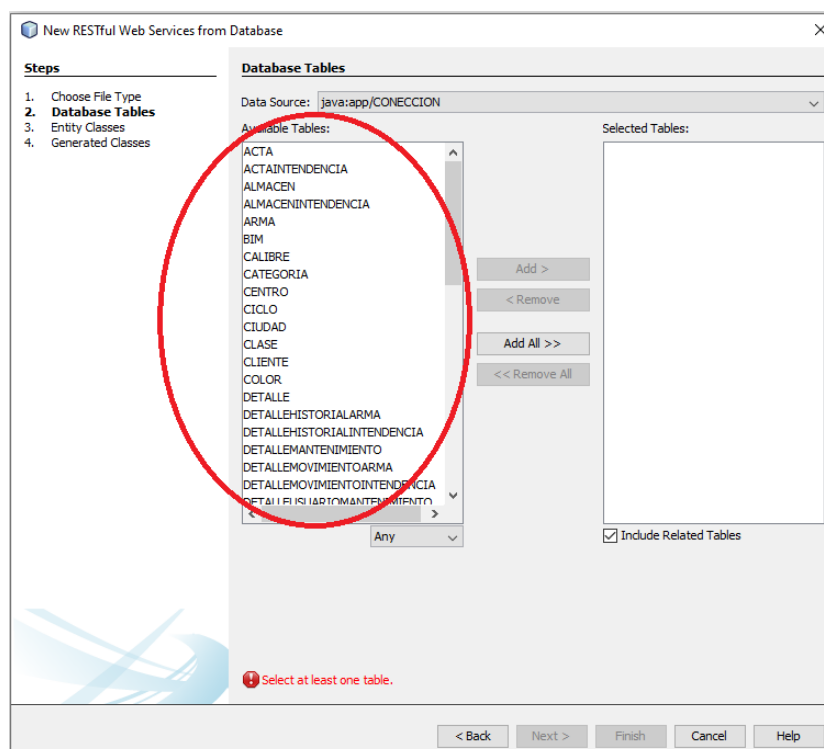 New RESTful Web Services from Database
Steps
1. Choose File Type
2. Database Tables
3. Entity Classes
4. Generated Classes
Database Tables
Data Source: java:app/CONECCION
Available Tables:
ACTA
ACTAINTENDENCIA
ALMACEN
ALMACENINTENDENCIA
ARMA
BIM
CALIBRE
CATEGORIA
CENTRO
CICLO
CIUDAD
CLASE
CLIENTE
COLOR
DETALLE
DETALLEHISTORIALARMA
DETALLEHISTORIALINTENDENCIA
DETALLEMANTENIMIENTO
DETALLEMOVIMIENTOARMA
DETALLEMOVIMIENTOINTENDENCIA
DETALLEUSUARIOMANTENIMIENTO
Any
Add >
< Remove
Add All >>
<< Remove All
Selected Tables:
Include Related Tables
Select at least one table.
< Back Next > Finish Cancel Help